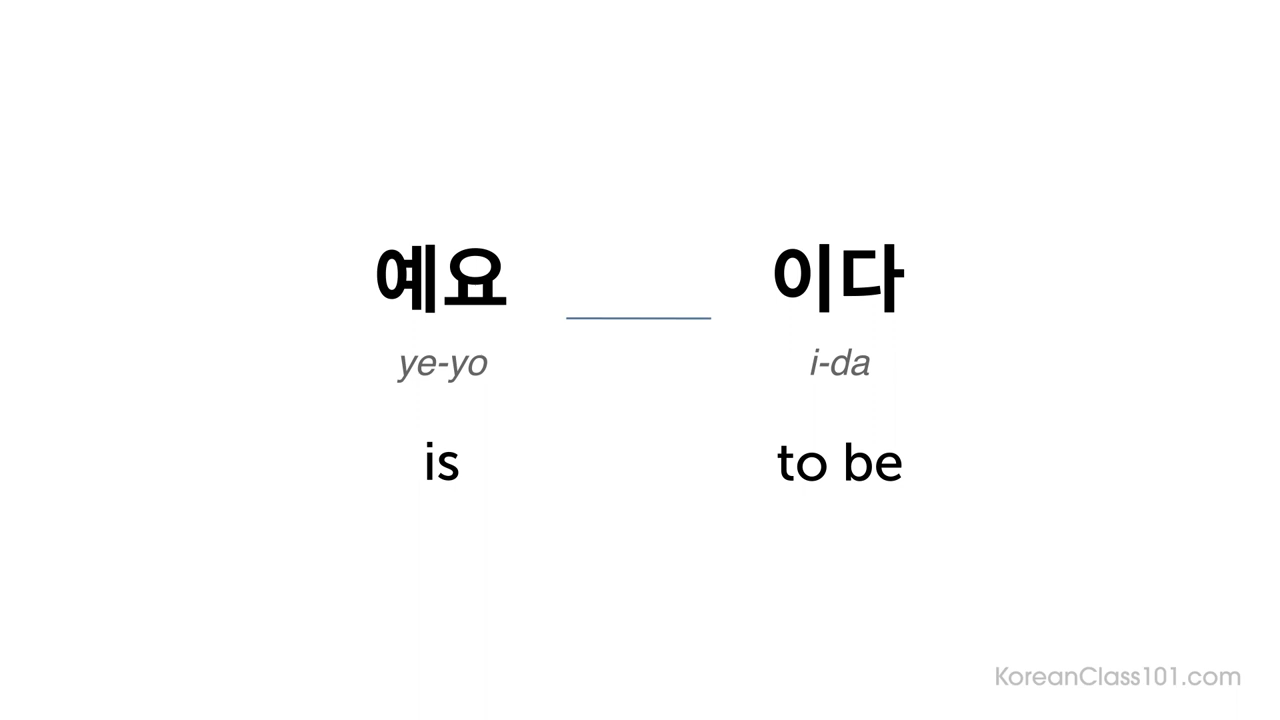 예요 이다
ye-yo i-da
is to be
KoreanClass101.com